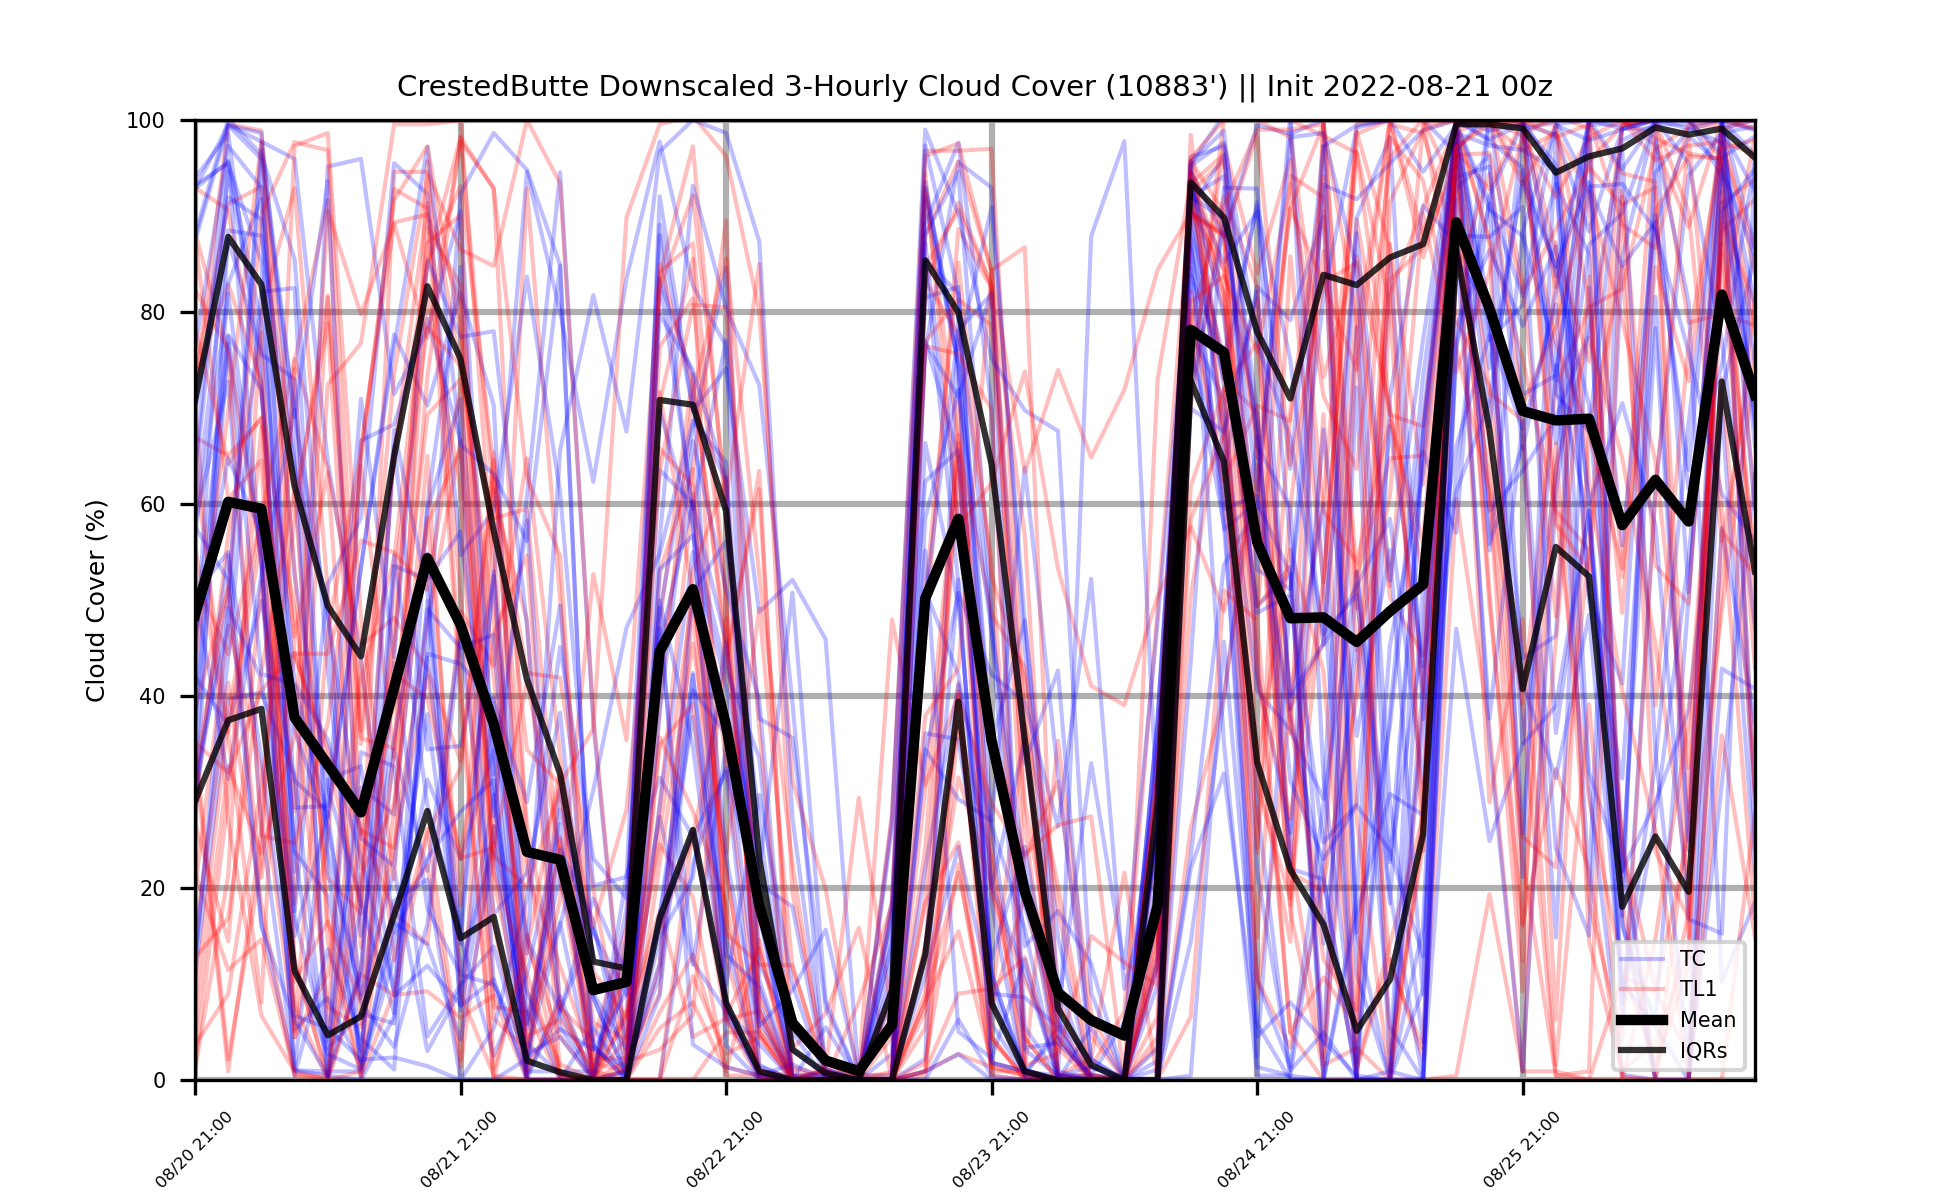 CrestedButte Downscaled 3-Hourly Cloud Cover (10883') || Init 2022-08-21 00z
Cloud Cover (%)
100
80
60
40
20
0
08/20 21:00
08/21 21:00
08/22 21:00
08/23 21:00
08/24 21:00
08/25 21:00
TC
TL1
Mean
IQRs